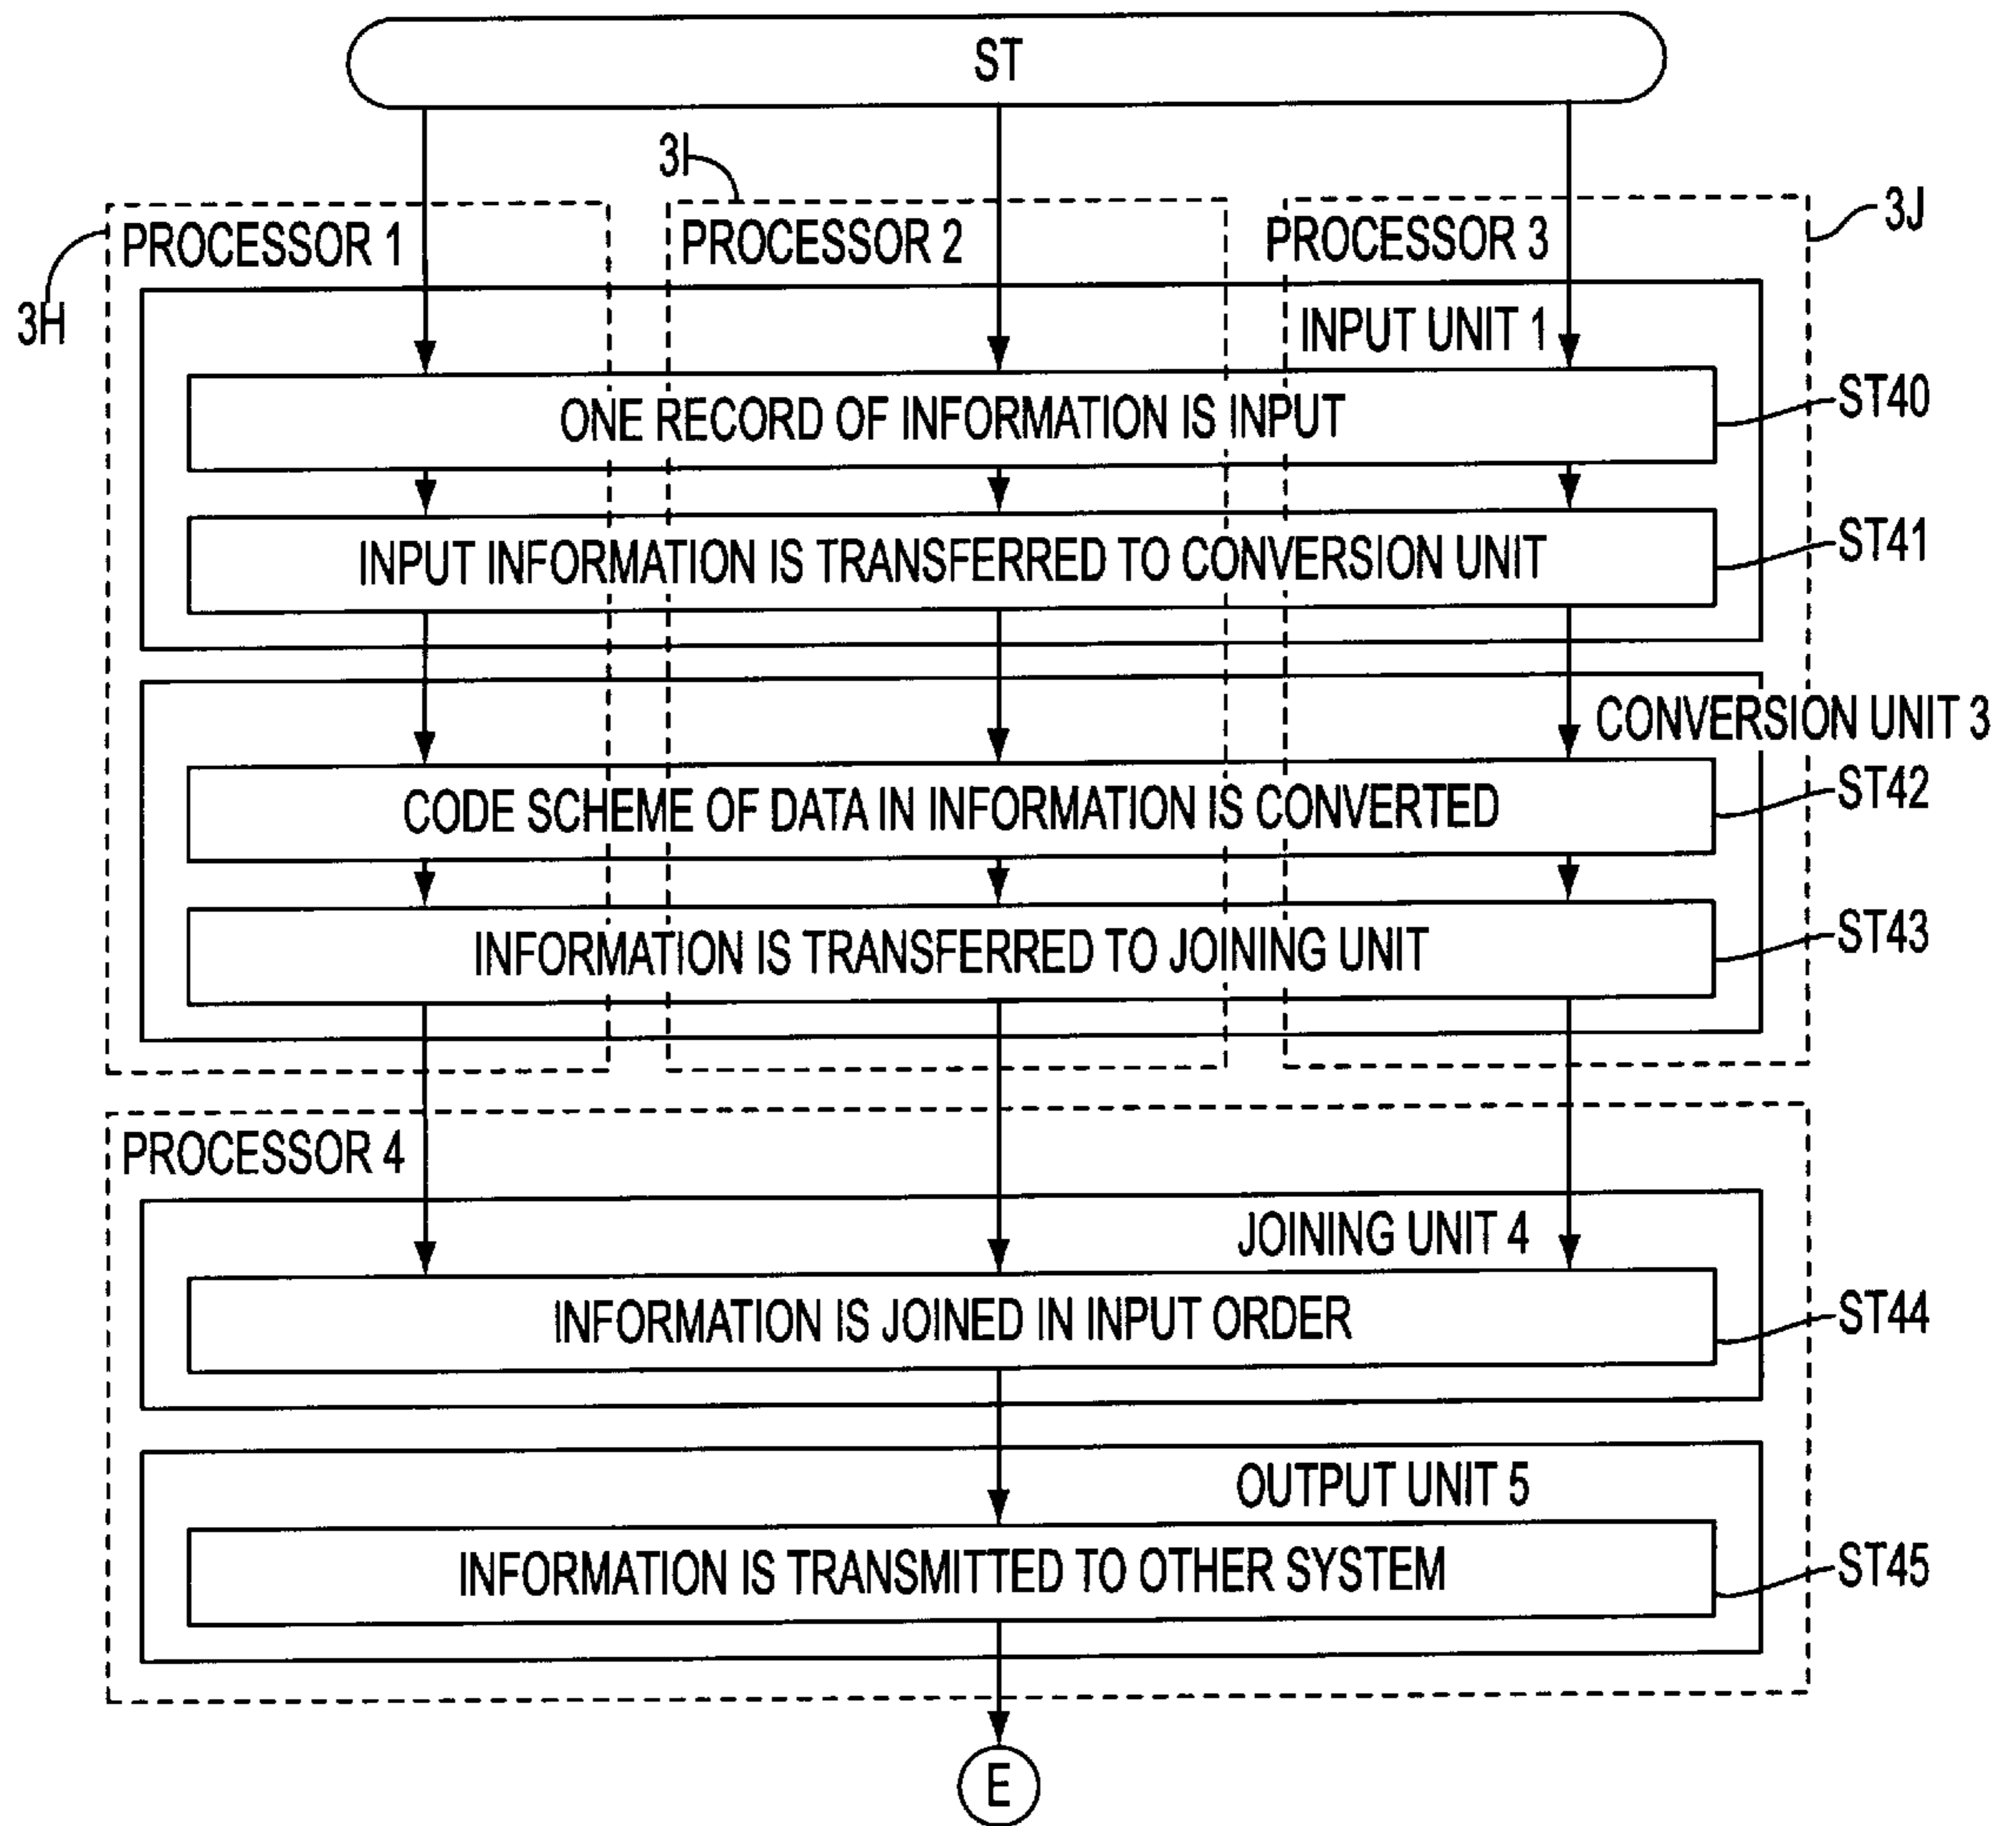 ST
3I
3J
PROCESSOR 1
PROCESSOR 2
PROCESSOR 3
3H
INPUT UNIT 1
ONE RECORD OF INFORMATION IS INPUT
ST40
INPUT INFORMATION IS TRANSFERRED TO CONVERSION UNIT
ST41
CONVERSION UNIT 3
CODE SCHEME OF DATA IN INFORMATION IS CONVERTED
ST42
INFORMATION IS TRANSFERRED TO JOINING UNIT
ST43
PROCESSOR 4
JOINING UNIT 4
INFORMATION IS JOINED IN INPUT ORDER
ST44
OUTPUT UNIT 5
INFORMATION IS TRANSMITTED TO OTHER SYSTEM
ST45
E